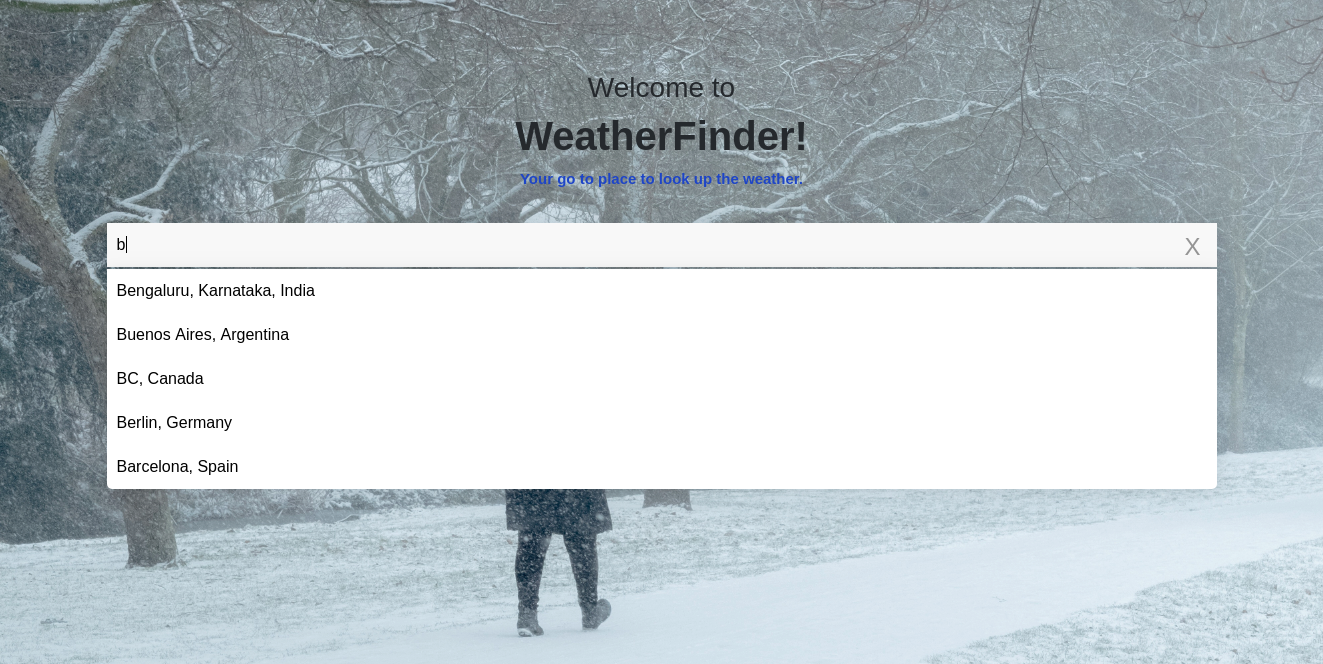 Welcome to
WeatherFinder!
Your go to place to look up the weather.
b
X
Bengaluru, Karnataka, India
Buenos Aires, Argentina
BC, Canada
Berlin, Germany
Barcelona, Spain